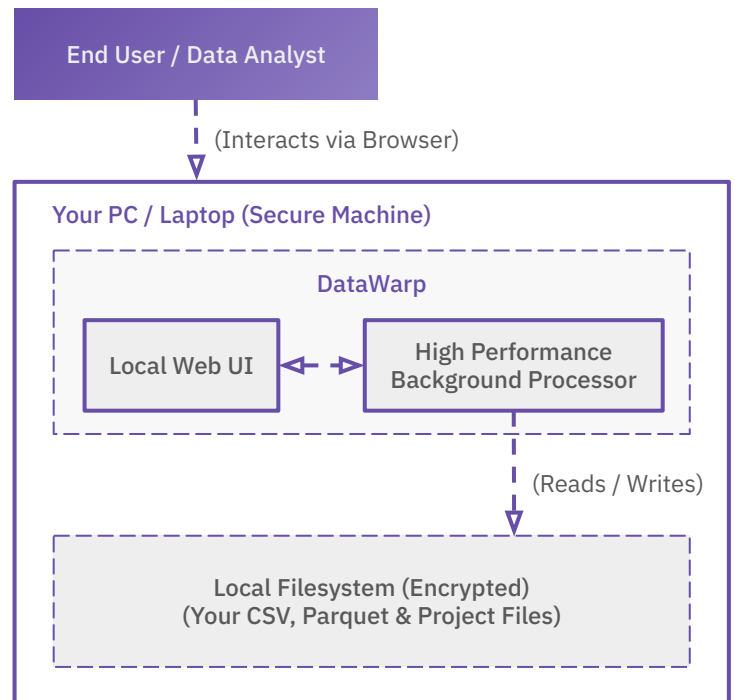 End User / Data Analyst
(Interacts via Browser)
Your PC / Laptop (Secure Machine)
DataWarp
Local Web UI
High Performance
Background Processor
(Reads / Writes)
Local Filesystem (Encrypted)
(Your CSV, Parquet & Project Files)